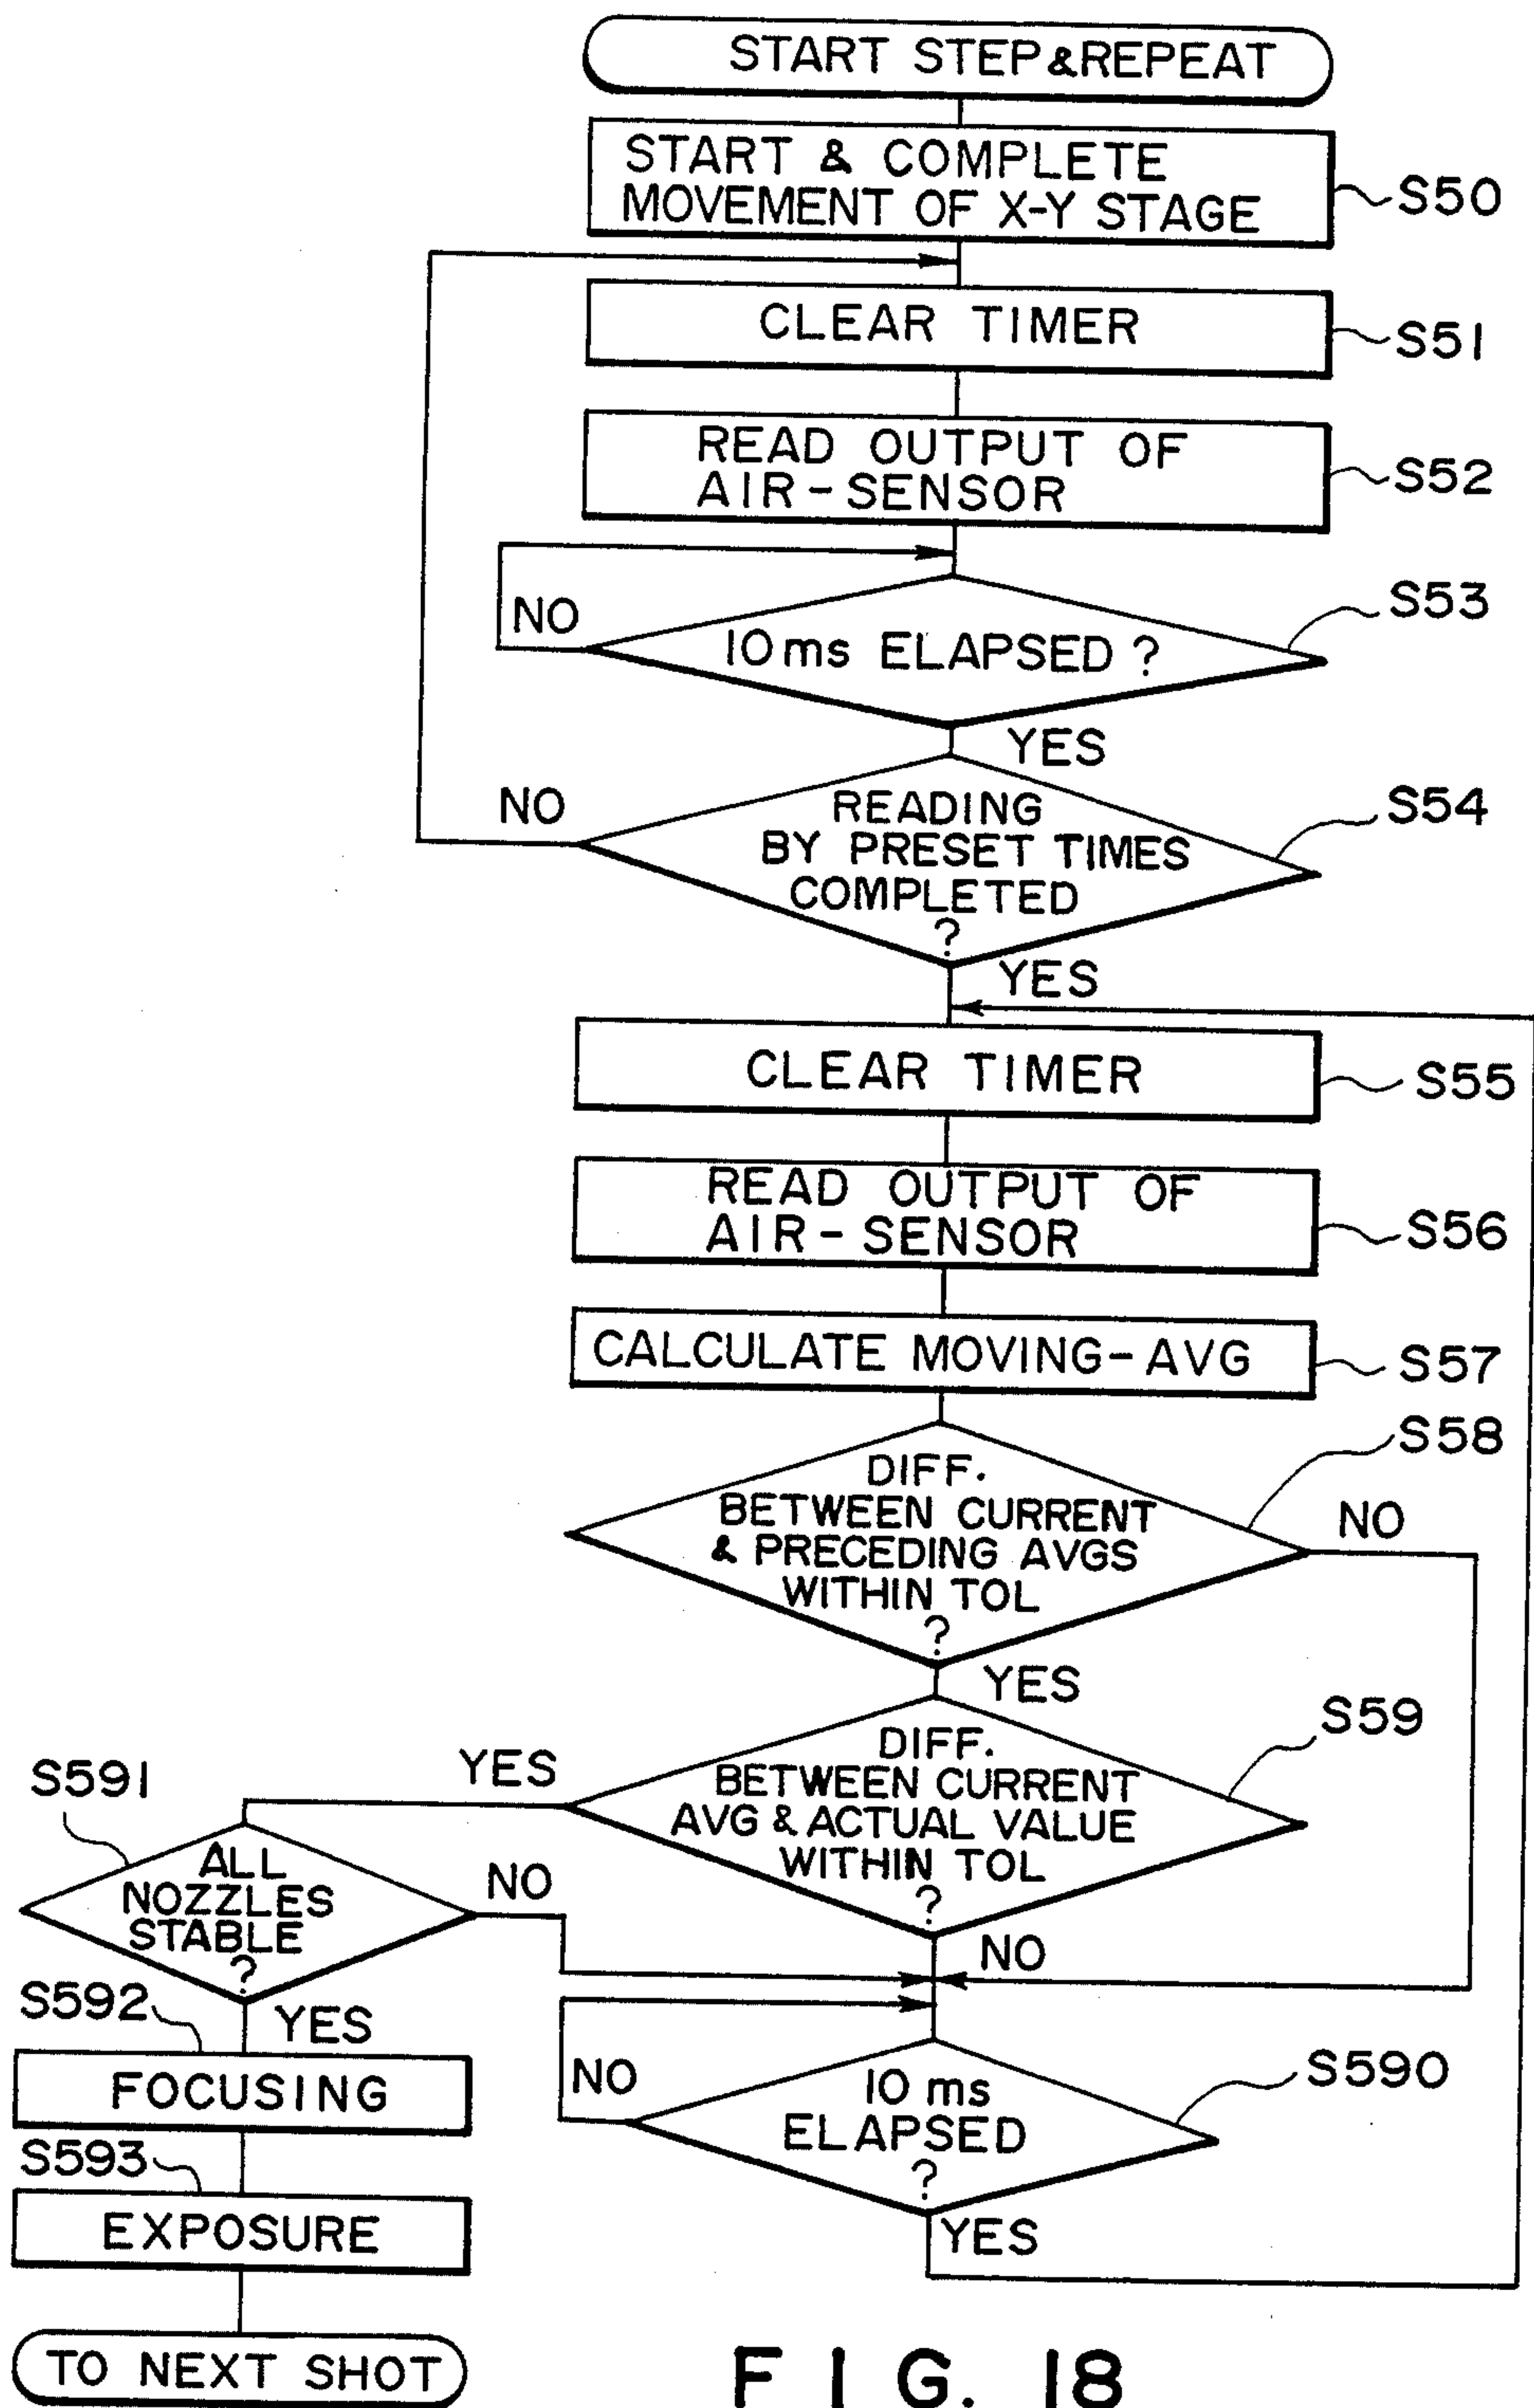 START STEP & REPEAT
START & COMPLETE
MOVEMENT OF X-Y STAGE
S50
CLEAR TIMER
S51
READ OUTPUT OF
AIR-SENSOR
S52
S53
NO
10 ms ELAPSED ?
YES
NO
READING
BY PRESET TIMES
COMPLETED
?
S54
YES
CLEAR TIMER
S55
READ OUTPUT OF
AIR-SENSOR
S56
CALCULATE MOVING-AVG
S57
S58
DIFF.
BETWEEN CURRENT
& PRECEDING AVGS
WITHIN TOL
?
NO
YES
S59
DIFF.
BETWEEN CURRENT
AVG & ACTUAL VALUE
WITHIN TOL
?
YES
NO
S591
ALL
NOZZLES
STABLE
?
NO
YES
S592
FOCUSING
S590
10 ms
ELAPSED
?
NO
YES
S593
EXPOSURE
TO NEXT SHOT
FIG. 18